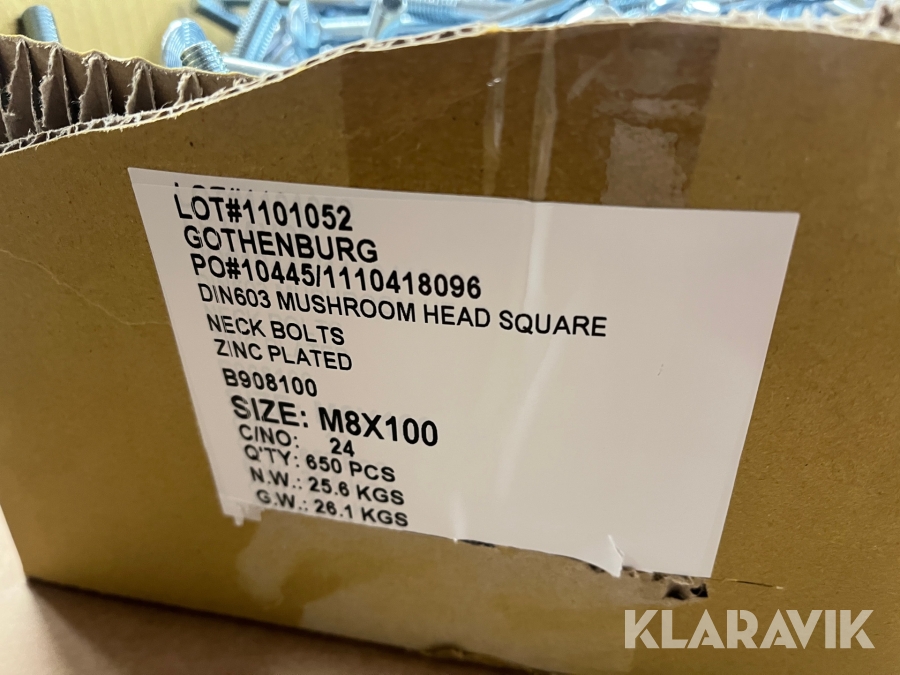 LOT#1101052
GOTHENBURG
PO#10445/1110418096
DIN603 MUSHROOM HEAD SQUARE
NECK BOLTS
ZINC PLATED
B908100
SIZE: M8X100
C/NO: 24
Q'TY: 650 PCS
N.W.: 25.6 KGS
G.W.: 26.1 KGS
KLARAVIK